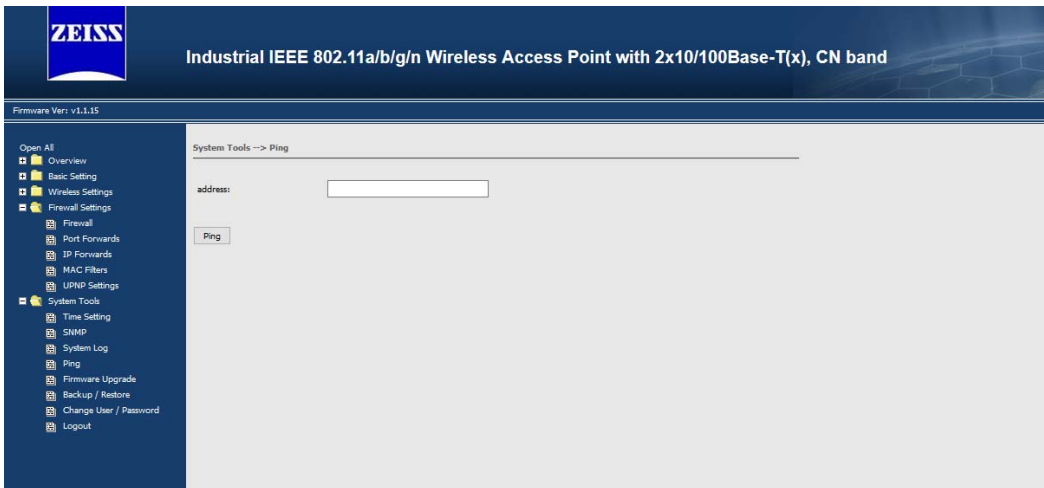 ZEISS
Industrial IEEE 802.11a/b/g/n Wireless Access Point with 2x10/100Base-T(x), CN band
Firmware Ver: v1.1.15
Open All
Overview
Basic Setting
Wireless Settings
Firewall Settings
Firewall
Port Forwards
IP Forwards
MAC Filters
UPNP Settings
System Tools
Time Setting
SNMP
System Log
Ping
Firmware Upgrade
Backup / Restore
Change User / Password
Logout
System Tools --> Ping
address:
Ping